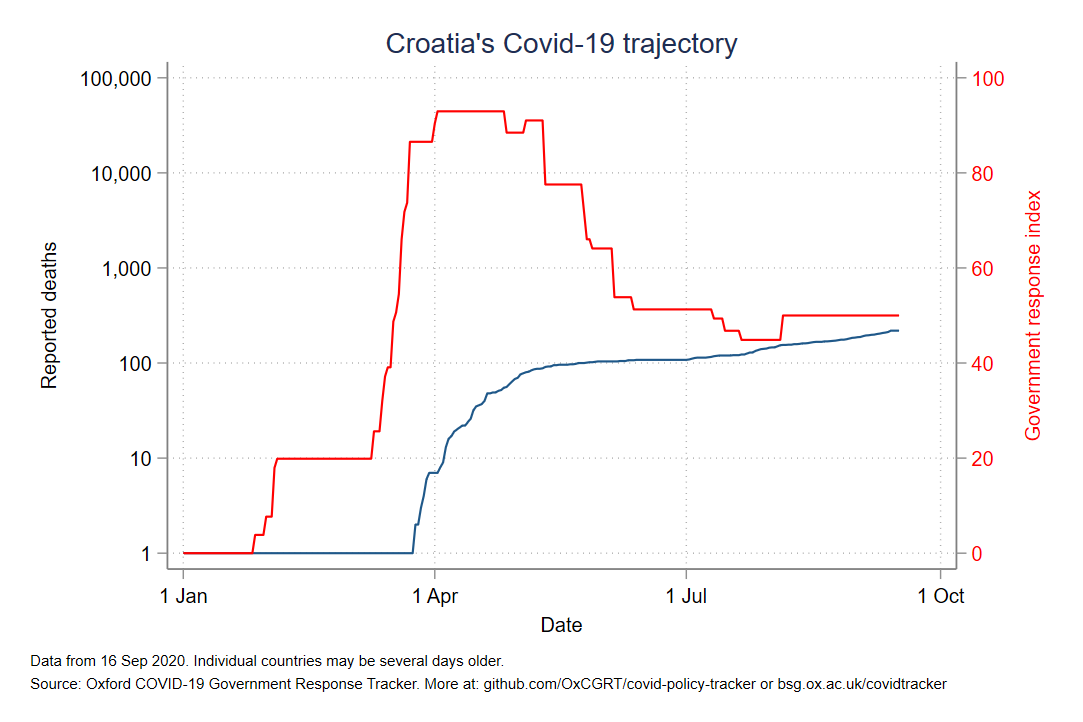 Croatia's Covid-19 trajectory
100,000
10,000
1,000
100
10
1
Reported deaths
100
80
60
40
20
0
Government response index
1 Jan
1 Apr
1 Jul
1 Oct
Date
Data from 16 Sep 2020. Individual countries may be several days older.
Source: Oxford COVID-19 Government Response Tracker. More at: github.com/OxCGRT/covid-policy-tracker or bsg.ox.ac.uk/covidtracker